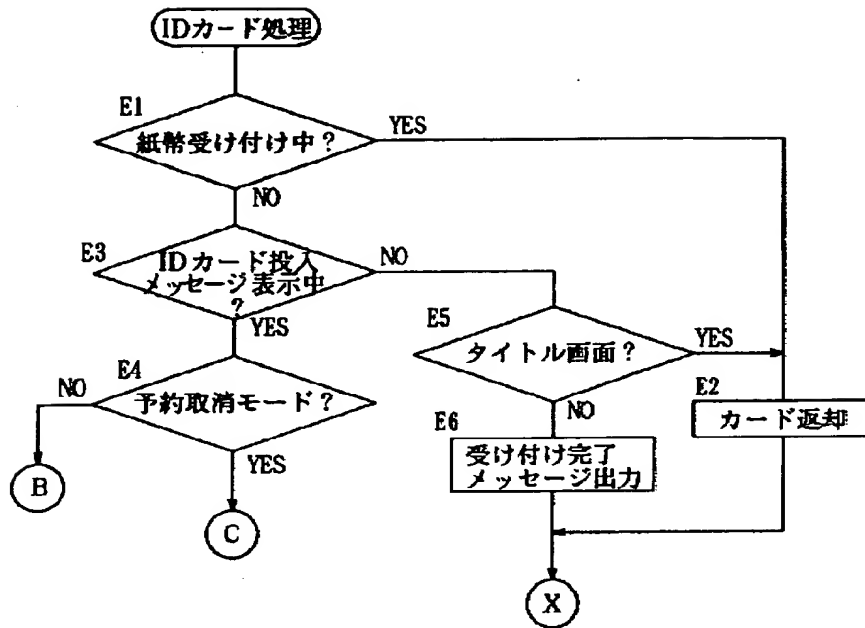 IDカード処理
E1
YES
紙幣受け付け中?
NO
E3
IDカード投入
メッセージ表示中
?
NO
YES
E5
タイトル画面?
YES
E4
NO
予約取消モード?
YES
NO
E2
カード返却
E6
受け付け完了
メッセージ出力
B
C
X